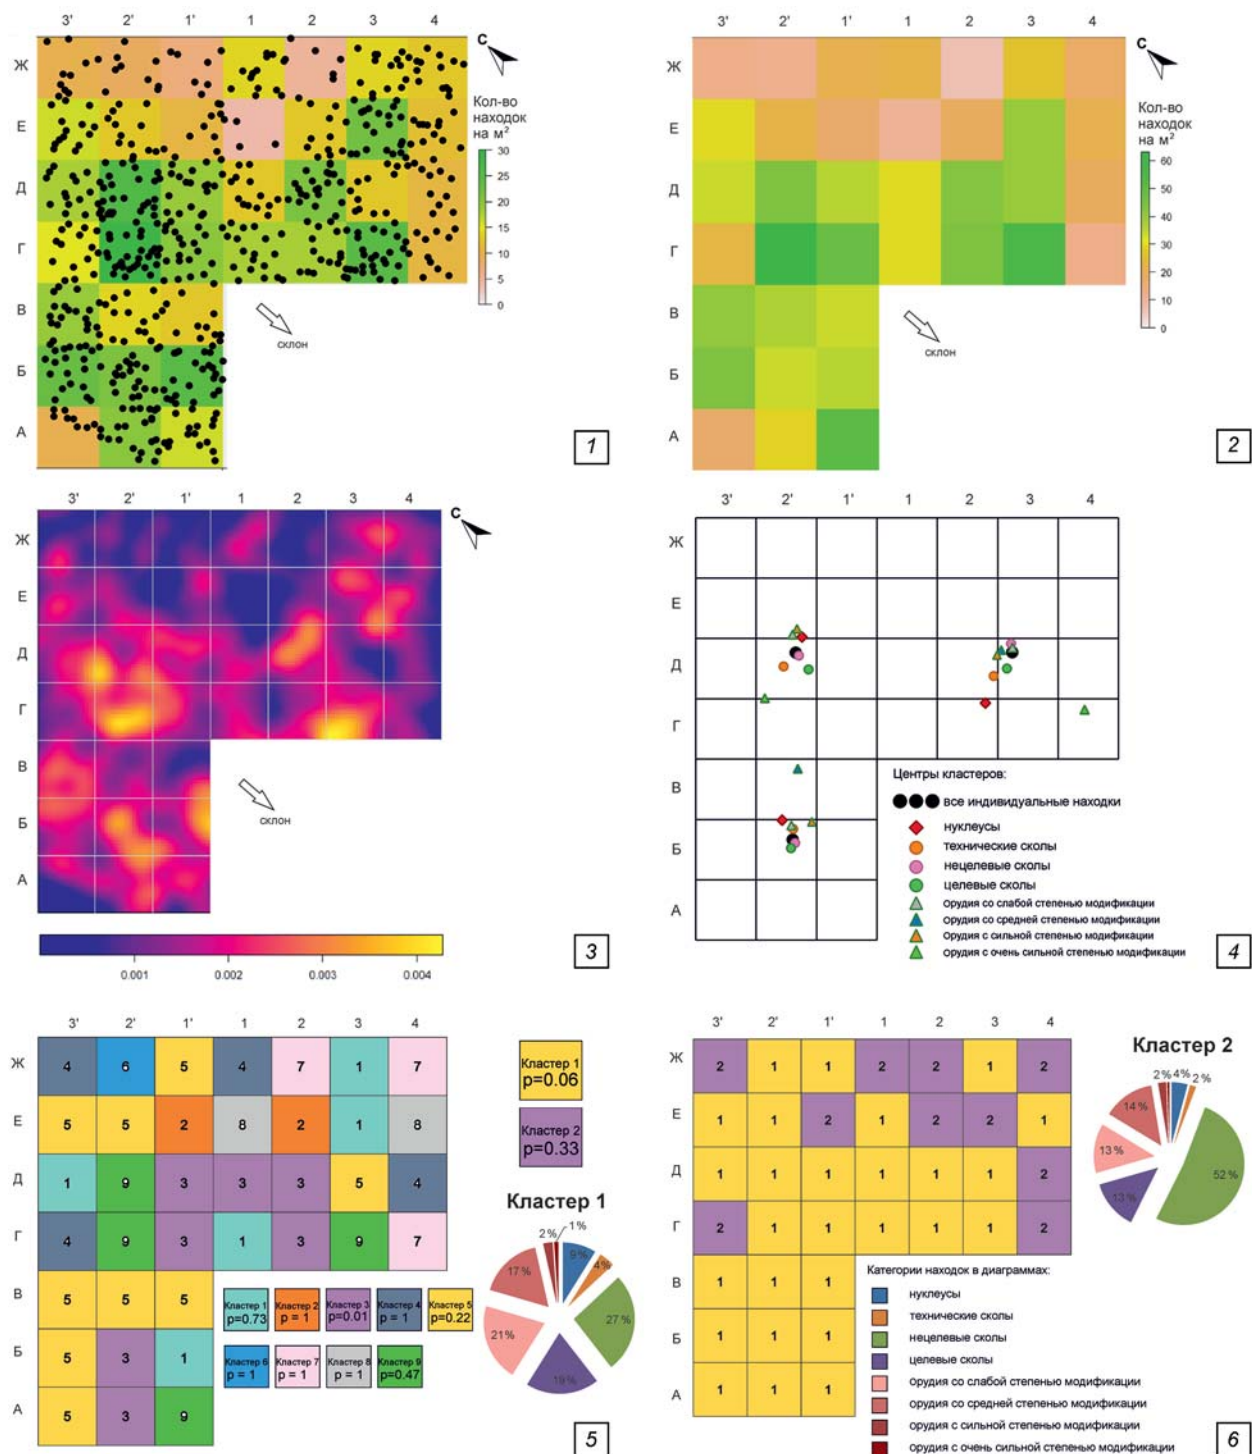 3' 2' 1' 1 2 3 4
Ж
Е
Д
Г
В
Б
А
С
Кол-во
находок
на м²
30
25
20
15
10
5
0
склон
1
3' 2' 1' 1 2 3 4
Ж
Е
Д
Г
В
Б
А
С
Кол-во
находок
на м²
60
50
40
30
20
10
0
склон
2
3' 2' 1' 1 2 3 4
Ж
Е
Д
Г
В
Б
А
С
склон
0.001 0.002 0.003 0.004
3
3' 2' 1' 1 2 3 4
Ж
Е
Д
Г
В
Б
А
Центры кластеров:
все индивидуальные находки
нуклеусы
технические сколы
нецелевые сколы
целевые сколы
Орудия со слабой степенью модификации
Орудия со средней степенью модификации
Орудия с сильной степенью модификации
Орудия с очень сильной степенью модификации
4
3' 2' 1' 1 2 3 4
Ж 4 6 5 4 7 1 7
Е 5 5 2 8 2 1 8
Д 1 9 3 3 3 5 4
Г 4 9 3 1 3 9 7
В 5 5 5
Б 5 3 1
А 5 3 9
Кластер 1
p=0.73
Кластер 2
p = 1
Кластер 3
p=0.01
Кластер 4
p = 1
Кластер 5
p=0.22
Кластер 6
p = 1
Кластер 7
p = 1
Кластер 8
p = 1
Кластер 9
p=0.47
Кластер 1
p=0.06
Кластер 2
p=0.33
Кластер 1
2% 1%
9%
4%
27%
19%
21%
17%
5
3' 2' 1' 1 2 3 4
Ж 2 1 1 2 2 1 2
Е 1 1 2 1 2 2 1
Д 1 1 1 1 1 1 2
Г 2 1 1 1 1 1 2
В 1 1 1
Б 1 1 1
А 1 1 1
Кластер 2
2% 4%
2%
52%
13%
13%
14%
Категории находок в диаграммах:
нуклеусы
технические сколы
нецелевые сколы
целевые сколы
орудия со слабой степенью модификации
орудия со средней степенью модификации
орудия с сильной степенью модификации
орудия с очень сильной степенью модификации
6